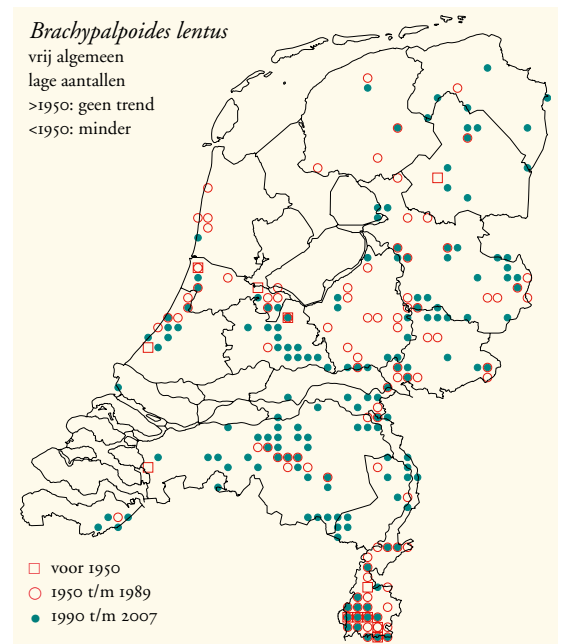 Brachypalpoides lentus
vrij algemeen
lage aantallen
>1950: geen trend
<1950: minder
voor 1950
1950 t/m 1989
1990 t/m 2007